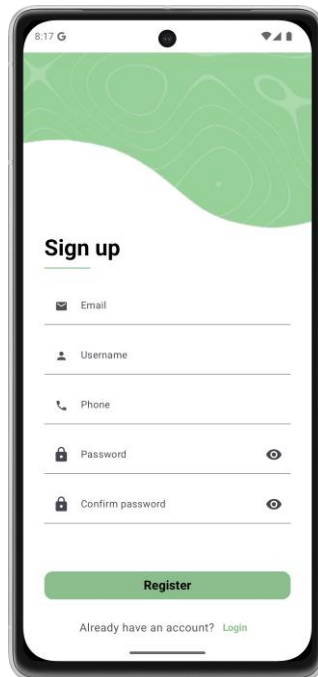 8:17 G
Sign up
Email
Username
Phone
Password
Confirm password
Register
Already have an account? Login